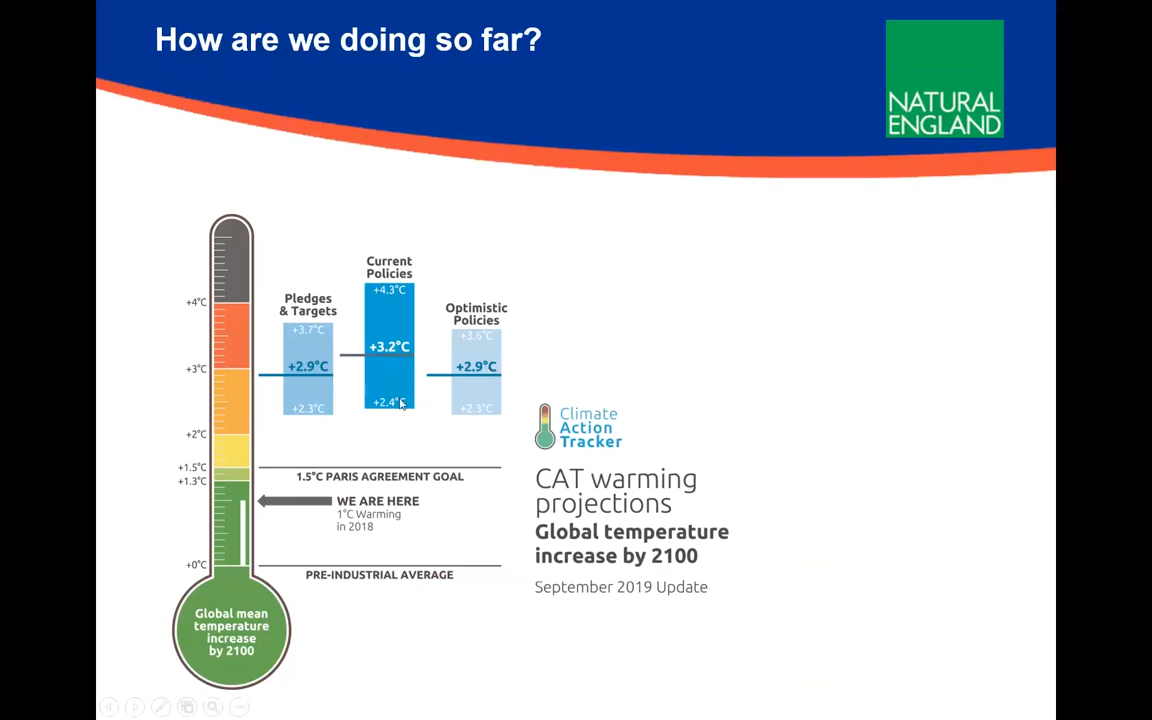 How are we doing so far?
NATURAL
ENGLAND
Current
Policies
+4.3°C
Pledges
& Targets
Optimistic
Policies
+4°C
+3.7°C
+3.6°C
+3.2°C
+3°C
+2.9°C
+2.9°C
+2.3°C
+2.4°C
+2.3°C
+2°C
+1.5°C
+1.3°C
1.5°C PARIS AGREEMENT GOAL
WE ARE HERE
1°C Warming
in 2018
+0°C
PRE-INDUSTRIAL AVERAGE
Global mean
temperature
increase
by 2100
Climate
Action
Tracker
CAT warming
projections
Global temperature
increase by 2100
September 2019 Update